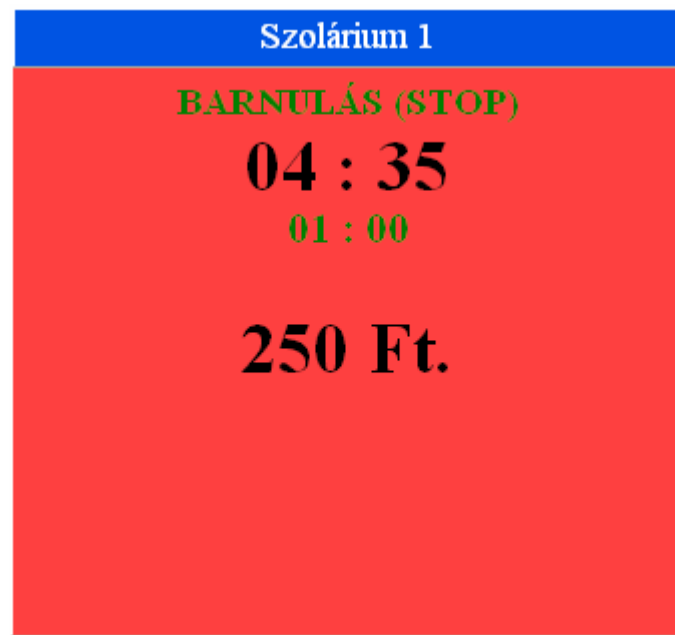 Szolárium 1
BARNULÁS (STOP)
04 : 35
01 : 00
250 Ft.